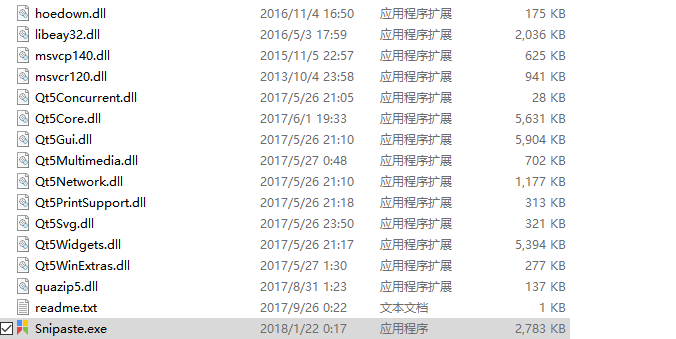 hoedown.dll 2016/11/4 16:50 应用程序扩展 175 KB
libeay32.dll 2016/5/3 17:59 应用程序扩展 2,036 KB
msvcp140.dll 2015/11/5 22:57 应用程序扩展 625 KB
msvcr120.dll 2013/10/4 23:58 应用程序扩展 941 KB
Qt5Concurrent.dll 2017/5/26 21:05 应用程序扩展 28 KB
Qt5Core.dll 2017/6/1 19:33 应用程序扩展 5,631 KB
Qt5Gui.dll 2017/5/26 21:10 应用程序扩展 5,904 KB
Qt5Multimedia.dll 2017/5/27 0:48 应用程序扩展 702 KB
Qt5Network.dll 2017/5/26 21:10 应用程序扩展 1,177 KB
Qt5PrintSupport.dll 2017/5/26 21:18 应用程序扩展 313 KB
Qt5Svg.dll 2017/5/26 23:50 应用程序扩展 321 KB
Qt5Widgets.dll 2017/5/26 21:17 应用程序扩展 5,394 KB
Qt5WinExtras.dll 2017/5/27 1:30 应用程序扩展 277 KB
quazip5.dll 2017/8/31 1:23 应用程序扩展 137 KB
readme.txt 2017/9/26 0:22 文本文档 1 KB
Snipaste.exe 2018/1/22 0:17 应用程序 2,783 KB